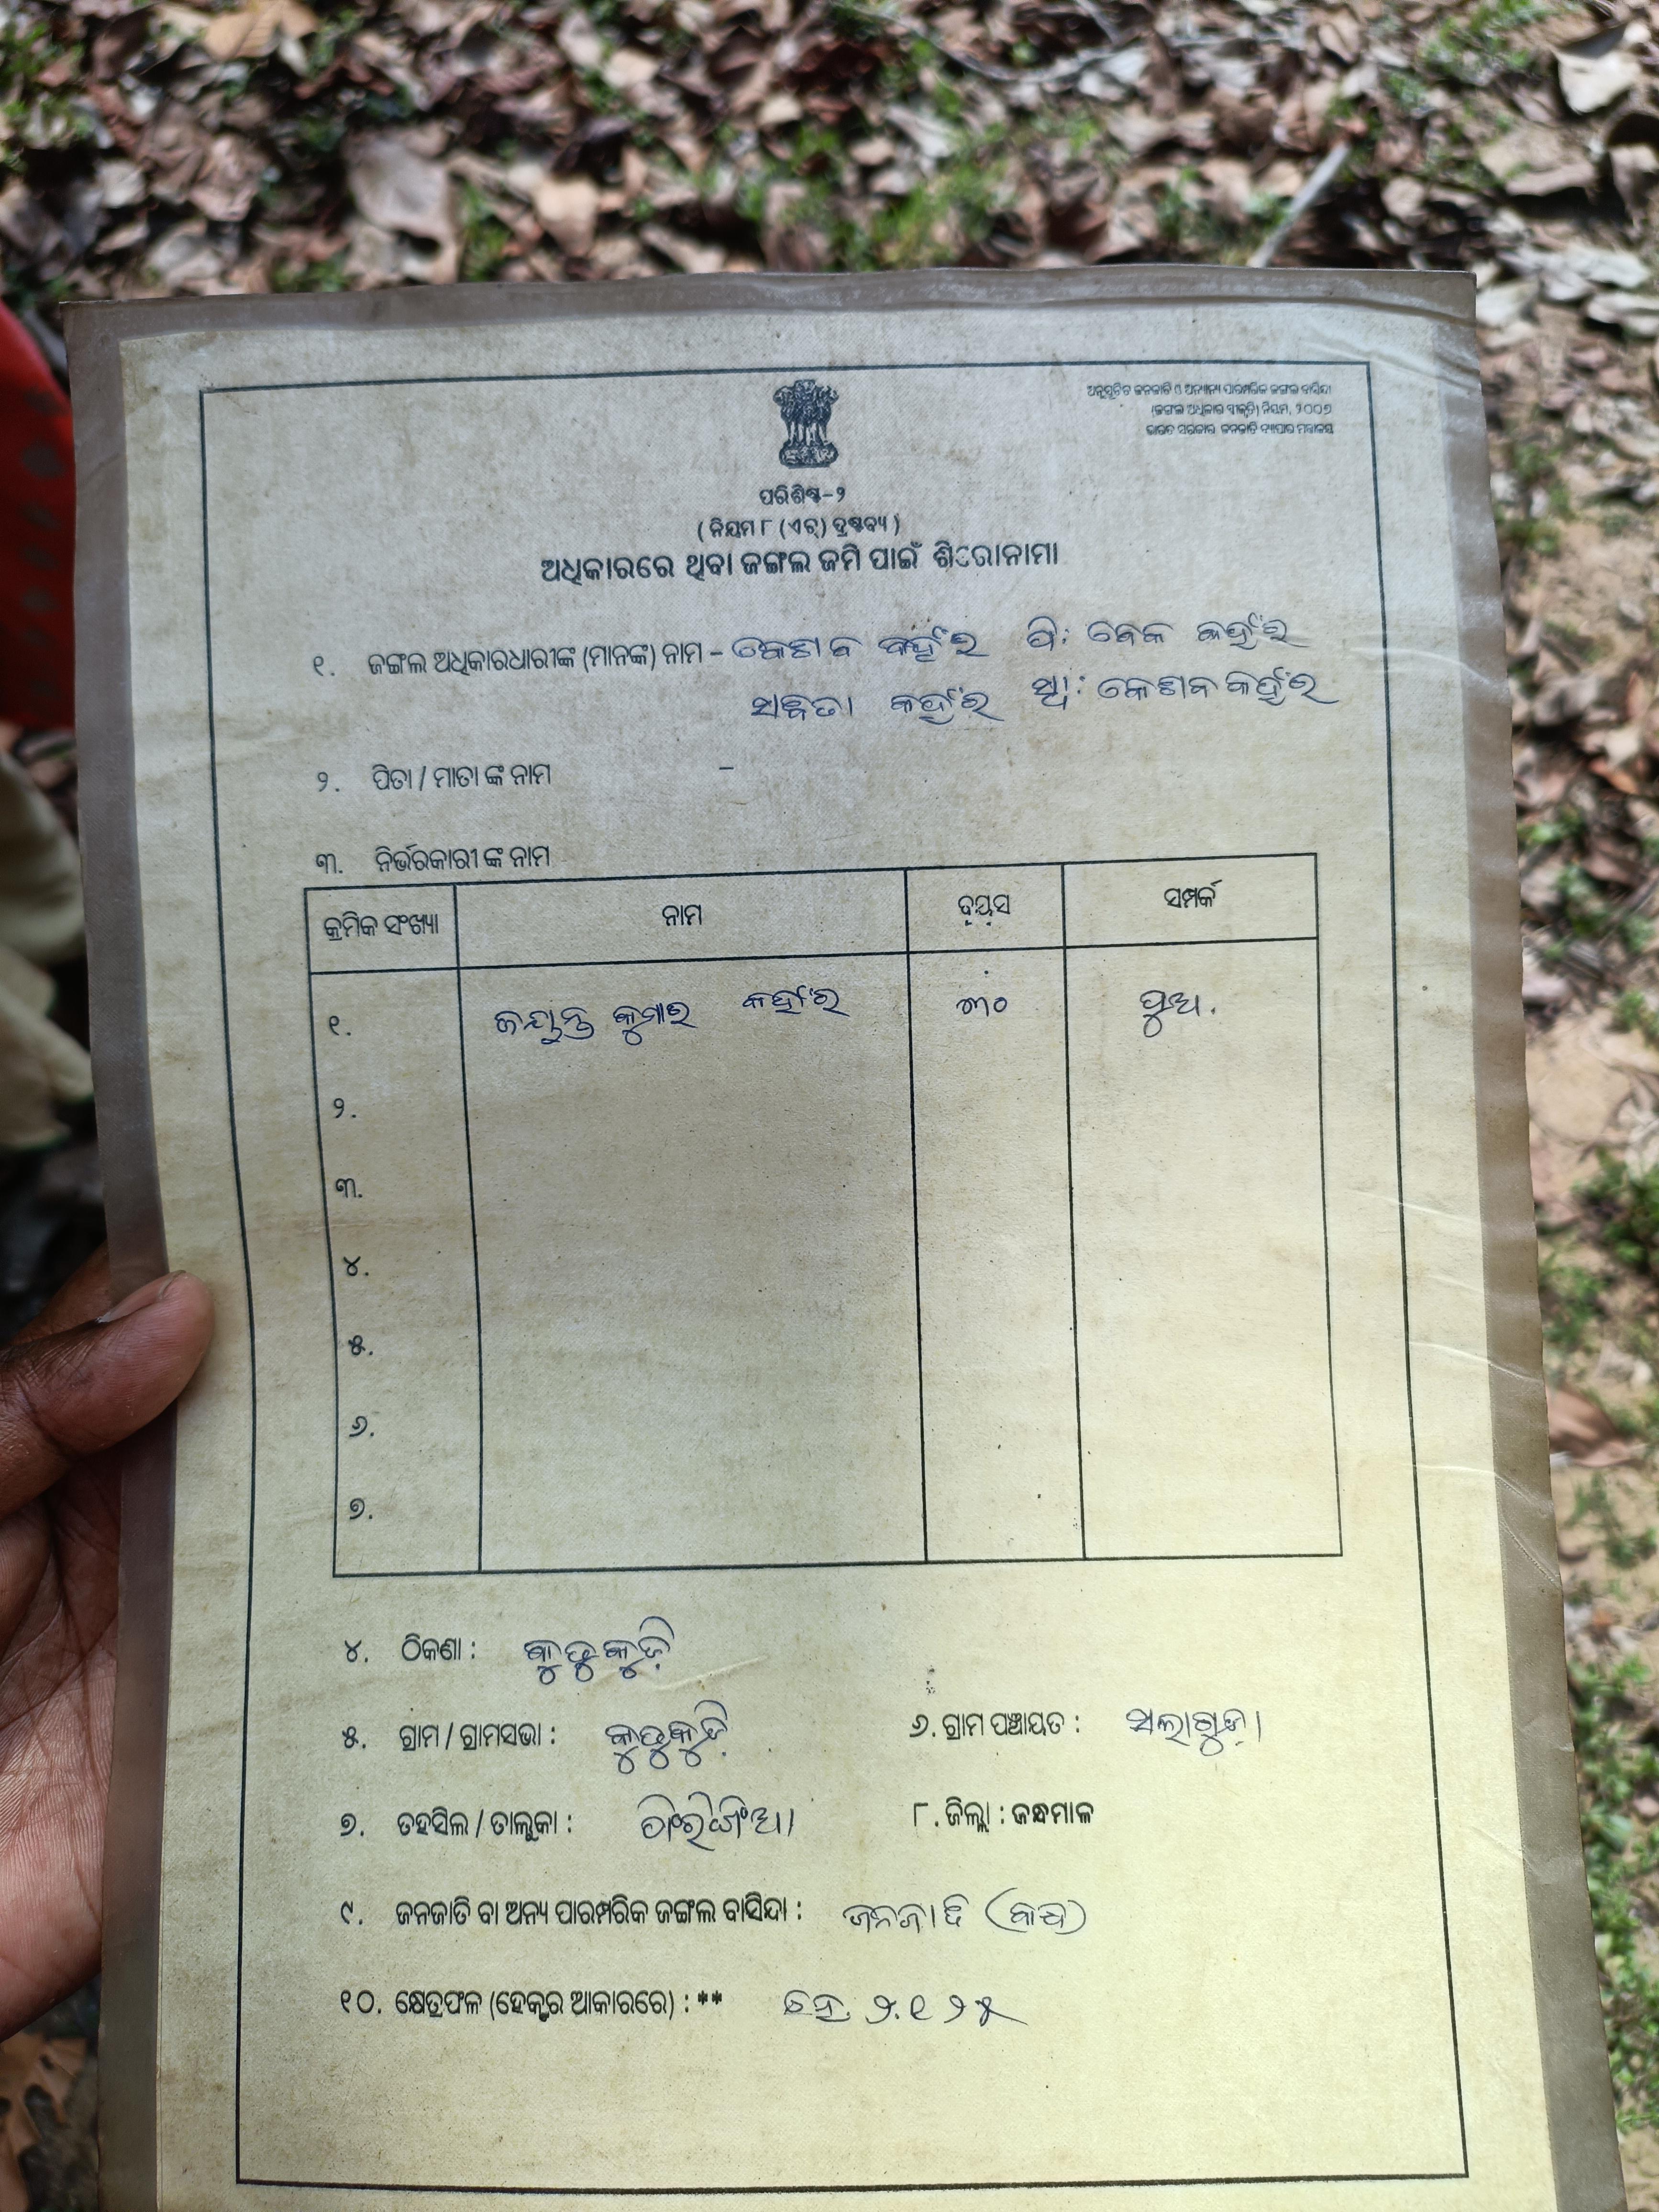 ଅନୁସୂଚିତ ଜନଜାତି ଓ ଅନ୍ୟାନ୍ୟ ପାରମ୍ପରିକ ଜଙ୍ଗଲ ବାସିନ୍ଦା
(ଜଙ୍ଗଲ ଅଧିକାର ସ୍ୱୀକୃତି) ନିୟମ, ୨୦୦୭
ଭାରତ ସରକାର ଜନଜାତି ବ୍ୟାପାର ମନ୍ତ୍ରାଳୟ
ପରିଶିଷ୍ଟ-୨
( ନିୟମ ୮ (ଏଚ୍) ଦ୍ରଷ୍ଟବ୍ୟ )
ଅଧିକାରରେ ଥିବା ଜଙ୍ଗଲ ଜମି ପାଇଁ ଶିରୋନାମା
୧. ଜଙ୍ଗଲ ଅଧିକାରଧାରୀଙ୍କ (ମାନଙ୍କ) ନାମ – କେଶବ କହଁର ପି: କହଁର
କହଁର ସ୍ୱା: କେଶବ କହଁର
୨. ପିତା / ମାତା ଙ୍କ ନାମ –
୩. ନିର୍ଭରକାରୀ ଙ୍କ ନାମ
କ୍ରମିକ ସଂଖ୍ୟା ନାମ ବୟସ ସମ୍ପର୍କ
୧. ଜୟନ୍ତ କୁମାର କହଁର ୩୦ ପୁଅ.
୨.
୩.
୪.
୫.
୬.
୭.
୪. ଠିକଣା : କୁଡୁକୁଡ଼ି
୫. ଗ୍ରାମ / ଗ୍ରାମସଭା : କୁଡୁକୁଡ଼ି ୬. ଗ୍ରାମ ପଞ୍ଚାୟତ : ସଲାଗୁଡ଼ା
୭. ତହସିଲ / ତାଲୁକା : ଫିରିଙ୍ଗିଆ ୮. ଜିଲ୍ଲା : କନ୍ଧମାଳ
୯. ଜନଜାତି ବା ଅନ୍ୟ ପାରମ୍ପରିକ ଜଙ୍ଗଲ ବାସିନ୍ଦା : ଜନଜାତି (କନ୍ଧ)
୧୦. କ୍ଷେତ୍ରଫଳ (ହେକ୍ଟର ଆକାରରେ) : ** ହେ. ୨.୧୨୫